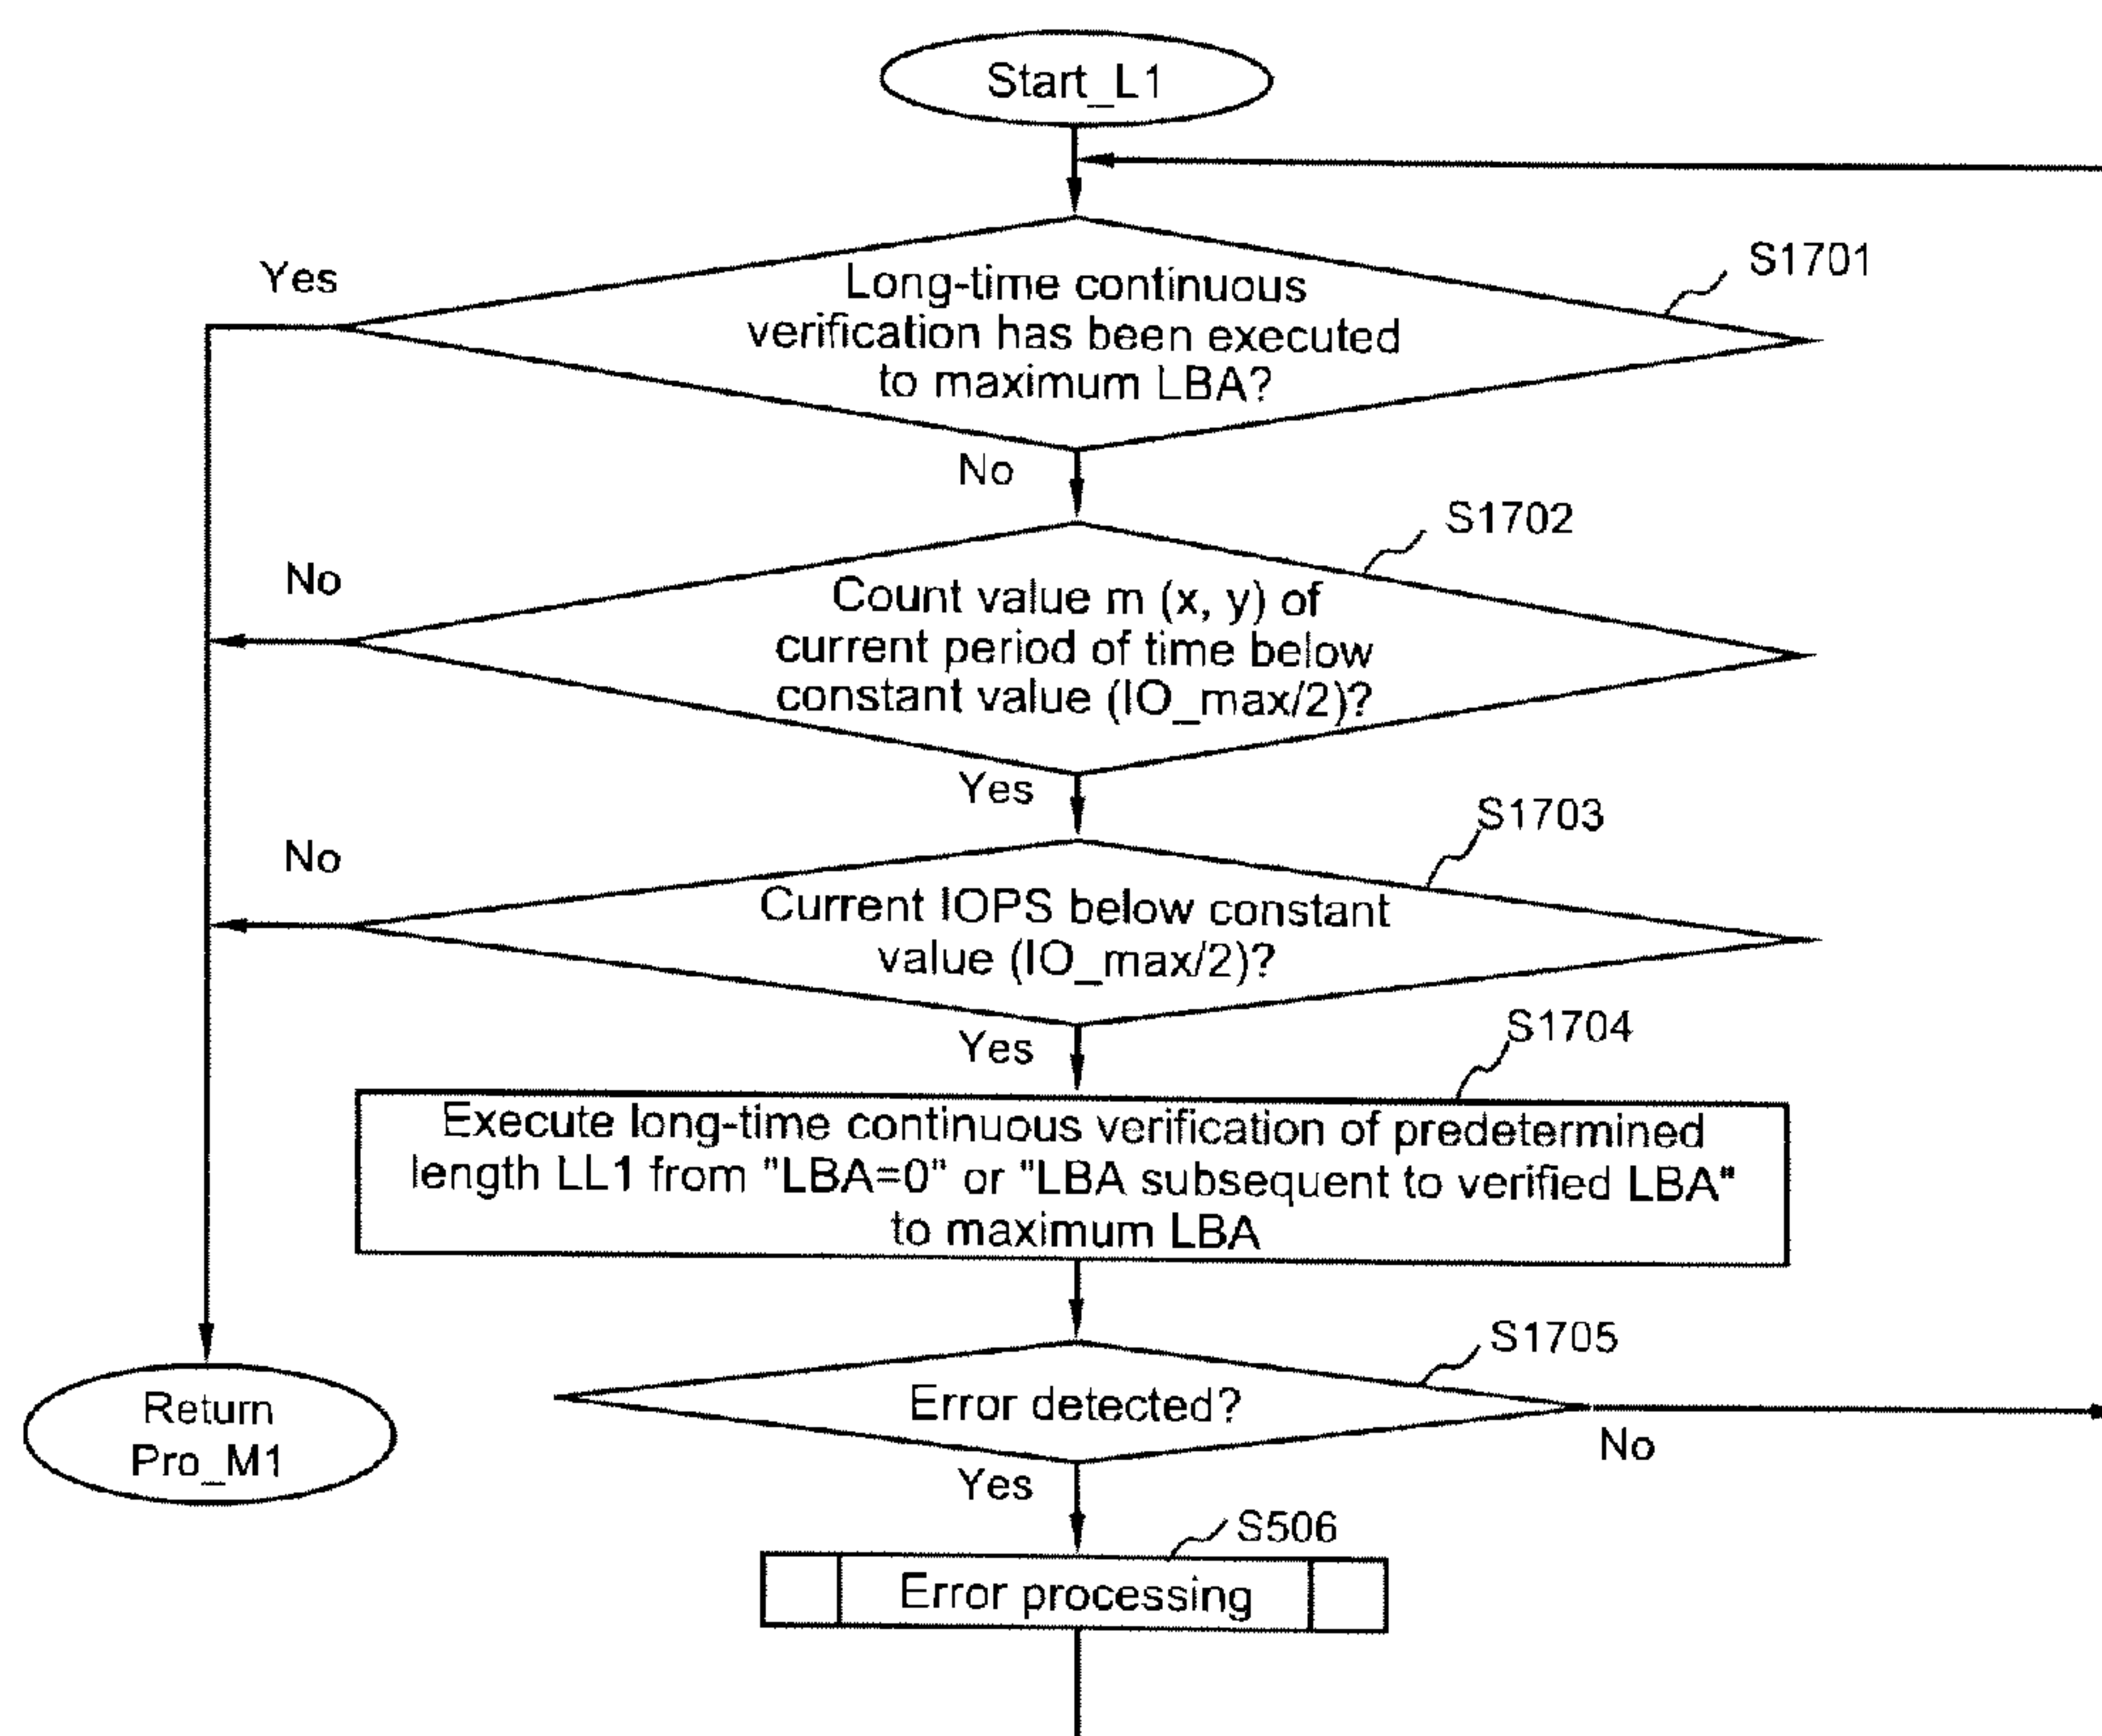 Start_L1
S1701
Yes
Long-time continuous
verification has been executed
to maximum LBA?
No
S1702
No
Count value m (x, y) of
current period of time below
constant value (IO_max/2)?
Yes
S1703
No
Current IOPS below constant
value (IO_max/2)?
Yes
S1704
Execute long-time continuous verification of predetermined
length LL1 from "LBA=0" or "LBA subsequent to verified LBA"
to maximum LBA
S1705
Return
Pro_M1
Error detected?
No
Yes
S506
Error processing